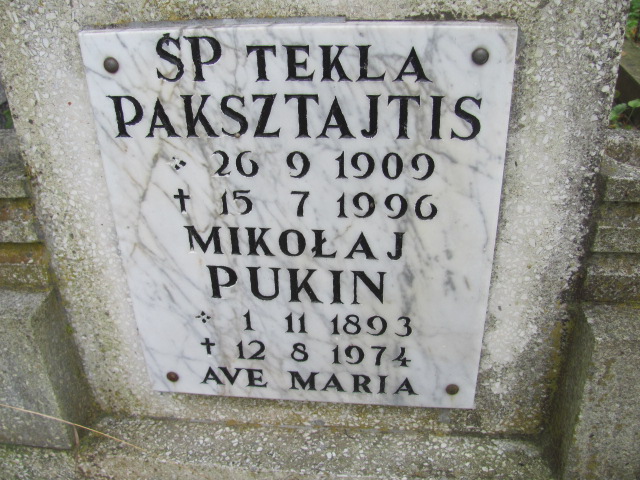 ŚP TEKLA
PAKSZTAJTIS
26 9 1909
✝ 15 7 1996
MIKOŁAJ
PUKIN
1 11 1893
✝ 12 8 1974
AVE MARIA